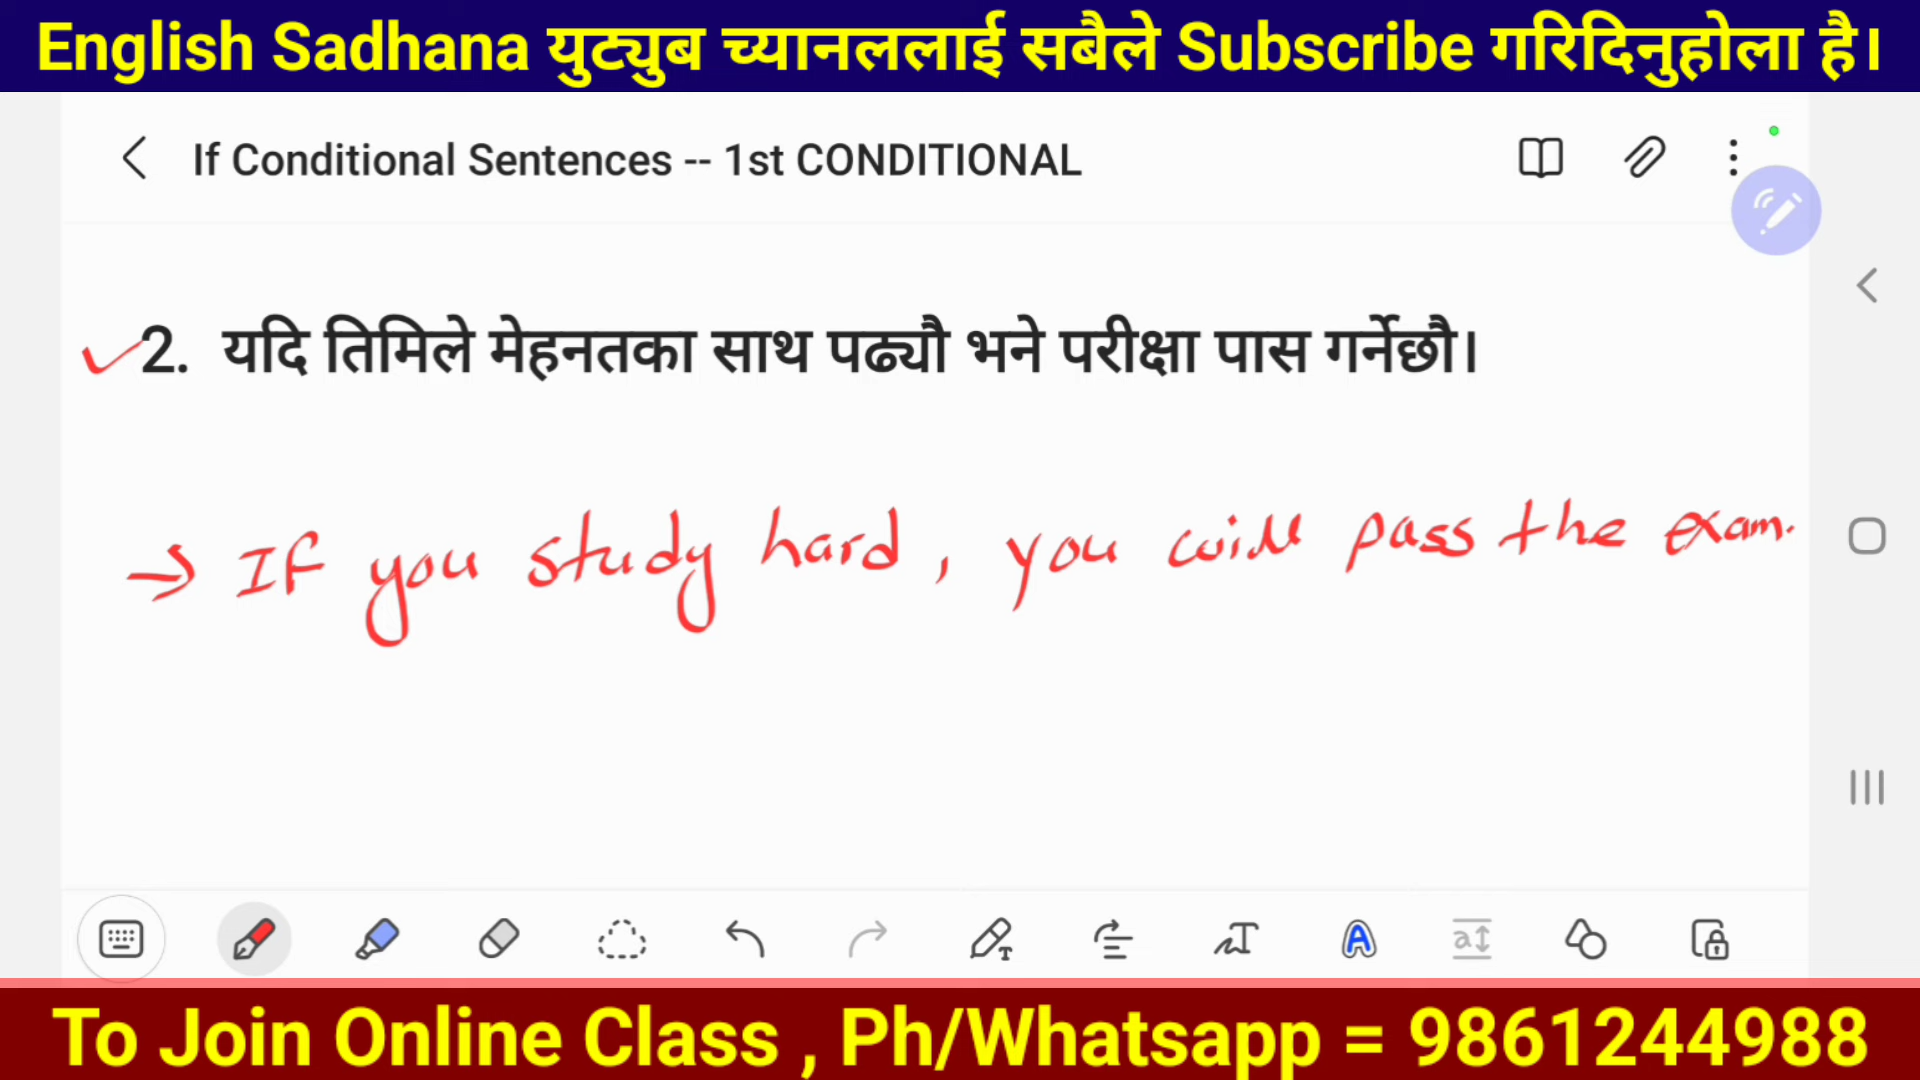 English Sadhana युट्युब च्यानललाई सबैले Subscribe गरिदिनुहोला है।
If Conditional Sentences -- 1st CONDITIONAL
2. यदि तिमिले मेहनतका साथ पढ्यौ भने परीक्षा पास गर्नेछौ।
→ If you study hard, you will pass the exam.
To Join Online Class , Ph/Whatsapp = 9861244988